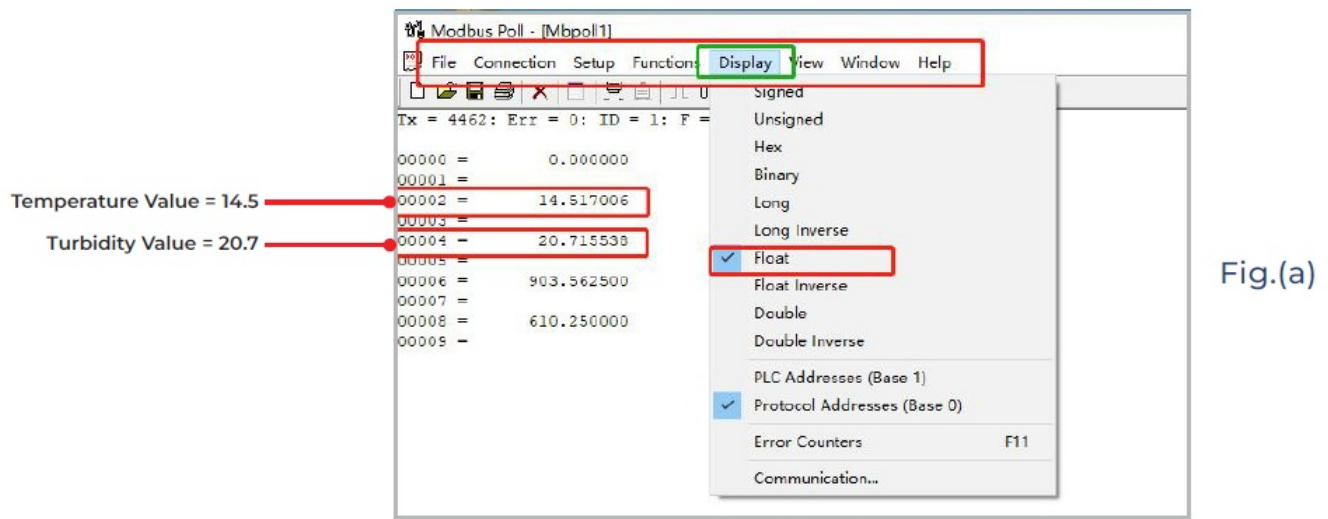 Modbus Poll - [Mbpoll1]
File Connection Setup Functions Display View Window Help
Tx = 4462: Err = 0: ID = 1: F =
00000 = 0.000000
00001 =
00002 = 14.517006
00003 =
00004 = 20.715538
00005 =
00006 = 903.562500
00007 =
00008 = 610.250000
00009 =
Temperature Value = 14.5
Turbidity Value = 20.7
Signed
Unsigned
Hex
Binary
Long
Long Inverse
Float
Float Inverse
Double
Double Inverse
PLC Addresses (Base 1)
Protocol Addresses (Base 0)
Error Counters F11
Communication...
Fig.(a)